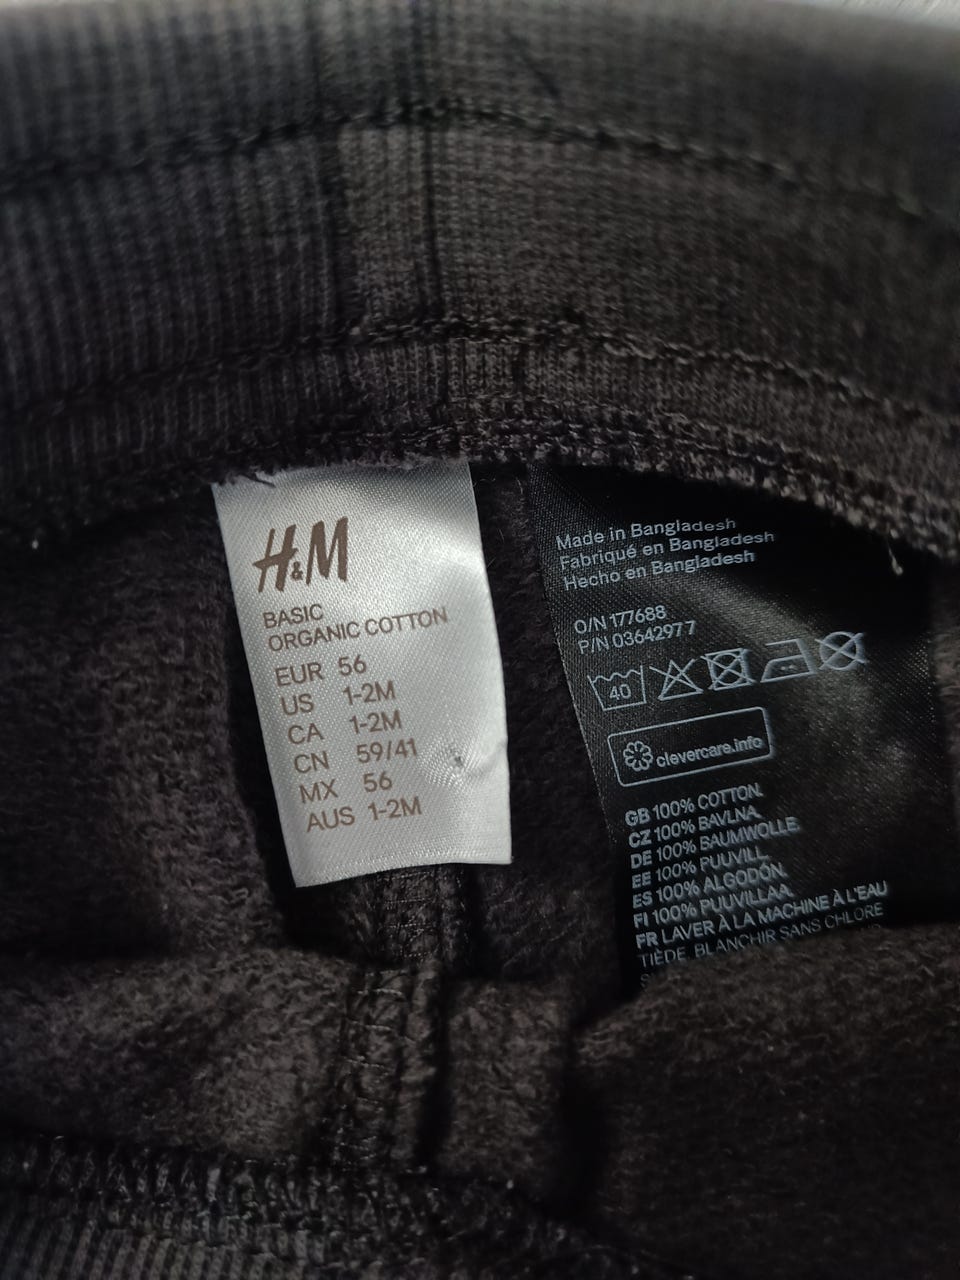 H&M
BASIC
ORGANIC COTTON
EUR 56
US 1-2M
CA 1-2M
CN 59/41
MX 56
AUS 1-2M
Made in Bangladesh
Fabriqué en Bangladesh
Hecho en Bangladesh
O/N 177688
P/N 03642977
40
clevercare.info
GB 100% COTTON.
CZ 100% BAVLNA.
DE 100% BAUMWOLLE.
EE 100% PUUVILL.
ES 100% ALGODÓN.
FI 100% PUUVILLAA.
FR LAVER À LA MACHINE À L'EAU
TIÈDE, BLANCHIR SANS CHLORE